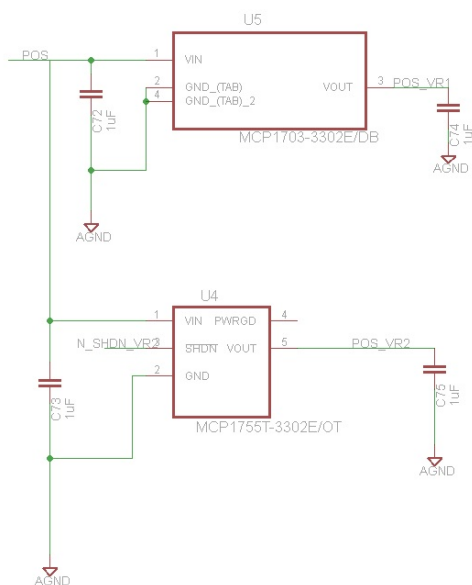 U5
POS
1
VIN
2
GND_(TAB)
4
GND_(TAB)_2
VOUT
3
POS_VR1
C72
1uF
C74
1uF
MCP1703-3302E/DB
AGND
AGND
U4
1
VIN
PWRGD
4
N_SHDN_VR2
3
SHDN
VOUT
5
POS_VR2
2
GND
C73
1uF
C75
1uF
MCP1755T-3302E/OT
AGND
AGND